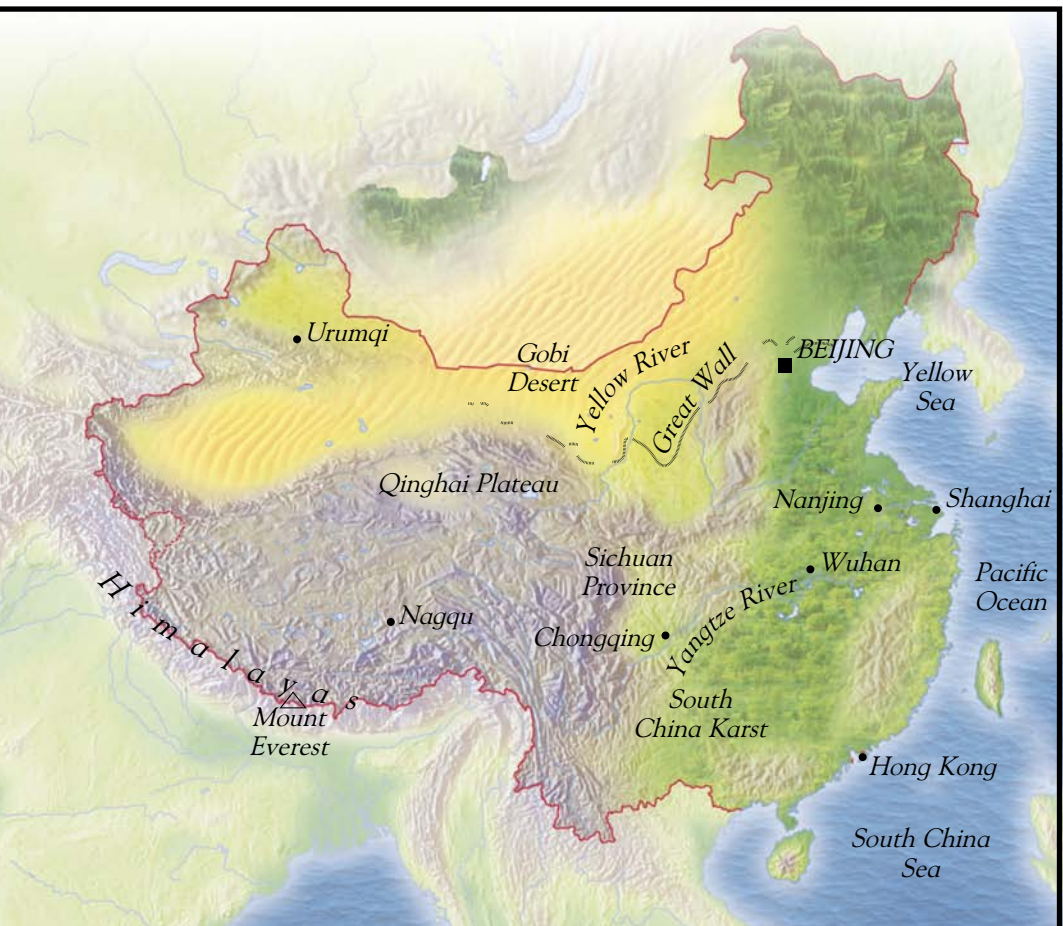 Urumqi
Gobi
Desert
Yellow River
Great Wall
BEIJING
Yellow
Sea
Qinghai Plateau
Nanjing
Shanghai
Sichuan
Province
Wuhan
Pacific
Ocean
Himalayas
Nagqu
Chongqing
Yangtze River
South
China Karst
Mount
Everest
Hong Kong
South China
Sea